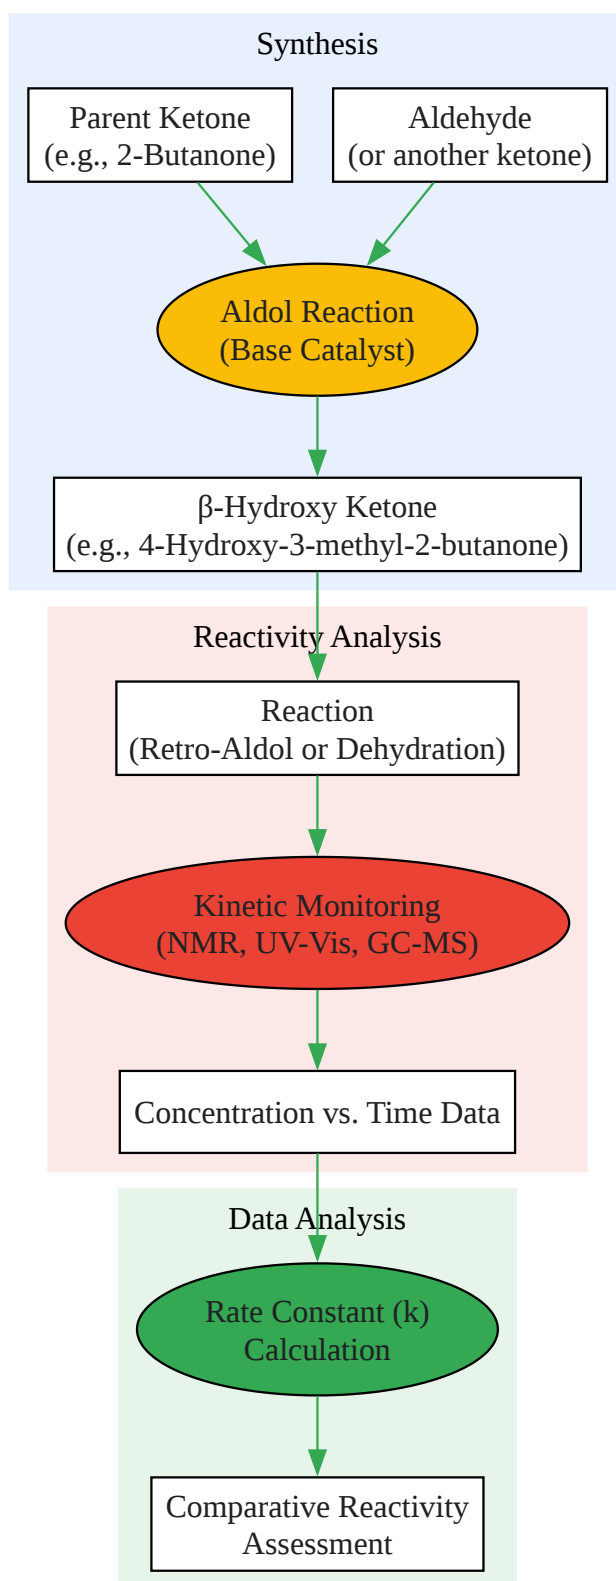 Synthesis
Parent Ketone
(e.g., 2-Butanone)
Aldehyde
(or another ketone)
Aldol Reaction
(Base Catalyst)
β-Hydroxy Ketone
(e.g., 4-Hydroxy-3-methyl-2-butanone)
Reactivity Analysis
Reaction
(Retro-Aldol or Dehydration)
Kinetic Monitoring
(NMR, UV-Vis, GC-MS)
Concentration vs. Time Data
Data Analysis
Rate Constant (k)
Calculation
Comparative Reactivity
Assessment